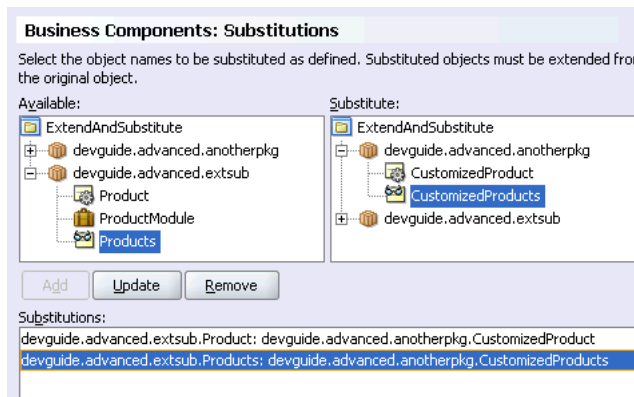 Business Components: Substitutions
Select the object names to be substituted as defined. Substituted objects must be extended fro
the original object.
Available:
Substitute:
ExtendAndSubstitute
devguide.advanced.anotherpkg
devguide.advanced.extsub
Product
ProductModule
Products
ExtendAndSubstitute
devguide.advanced.anotherpkg
CustomizedProduct
CustomizedProducts
devguide.advanced.extsub
Add
Update
Remove
Substitutions:
devguide.advanced.extsub.Product: devguide.advanced.anotherpkg.CustomizedProduct
devguide.advanced.extsub.Products: devguide.advanced.anotherpkg.CustomizedProducts